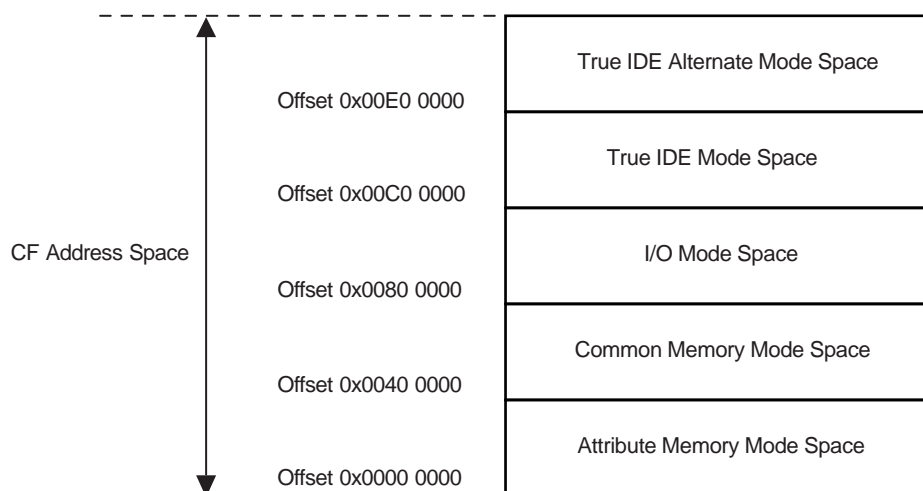 True IDE Alternate Mode Space
Offset 0x00E0 0000
True IDE Mode Space
Offset 0x00C0 0000
CF Address Space
I/O Mode Space
Offset 0x0080 0000
Common Memory Mode Space
Offset 0x0040 0000
Attribute Memory Mode Space
Offset 0x0000 0000